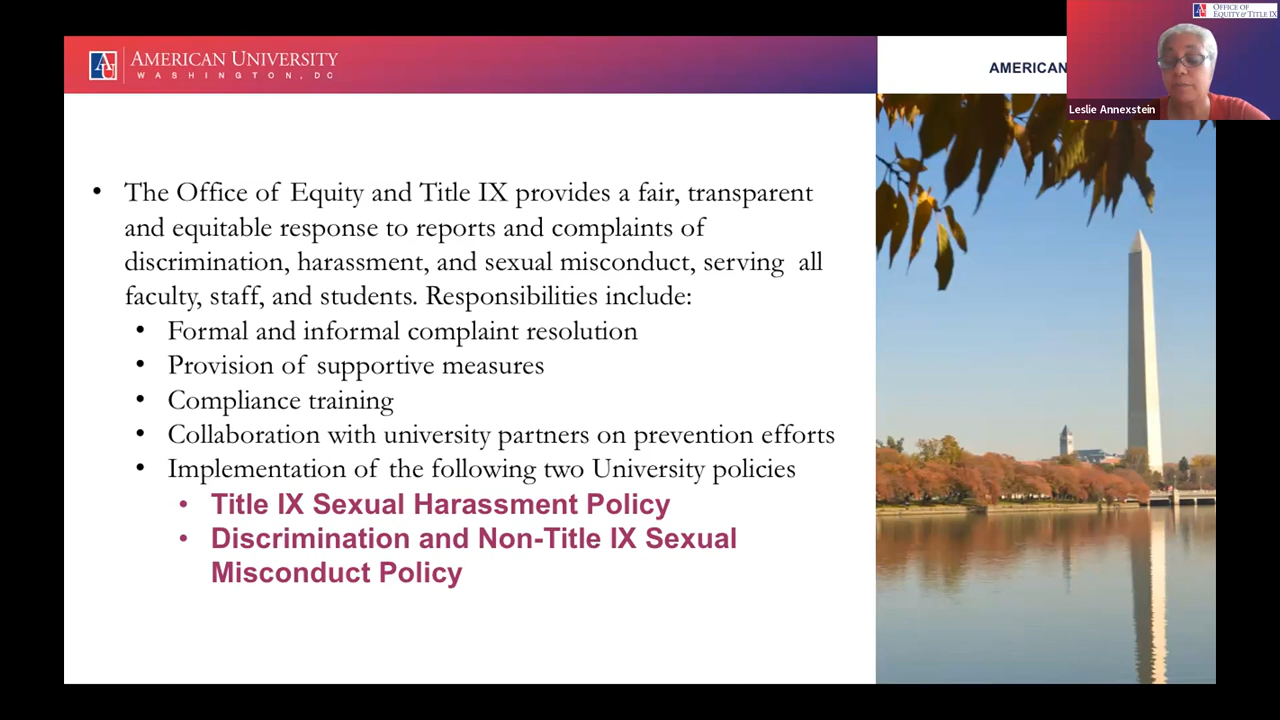 OFFICE OF
EQUITY & TITLE IX
AMERICAN UNIVERSITY
WASHINGTON, DC
AMERICAN
Leslie Annexstein
• The Office of Equity and Title IX provides a fair, transparent
and equitable response to reports and complaints of
discrimination, harassment, and sexual misconduct, serving all
faculty, staff, and students. Responsibilities include:
• Formal and informal complaint resolution
• Provision of supportive measures
• Compliance training
• Collaboration with university partners on prevention efforts
• Implementation of the following two University policies
• Title IX Sexual Harassment Policy
• Discrimination and Non-Title IX Sexual
Misconduct Policy